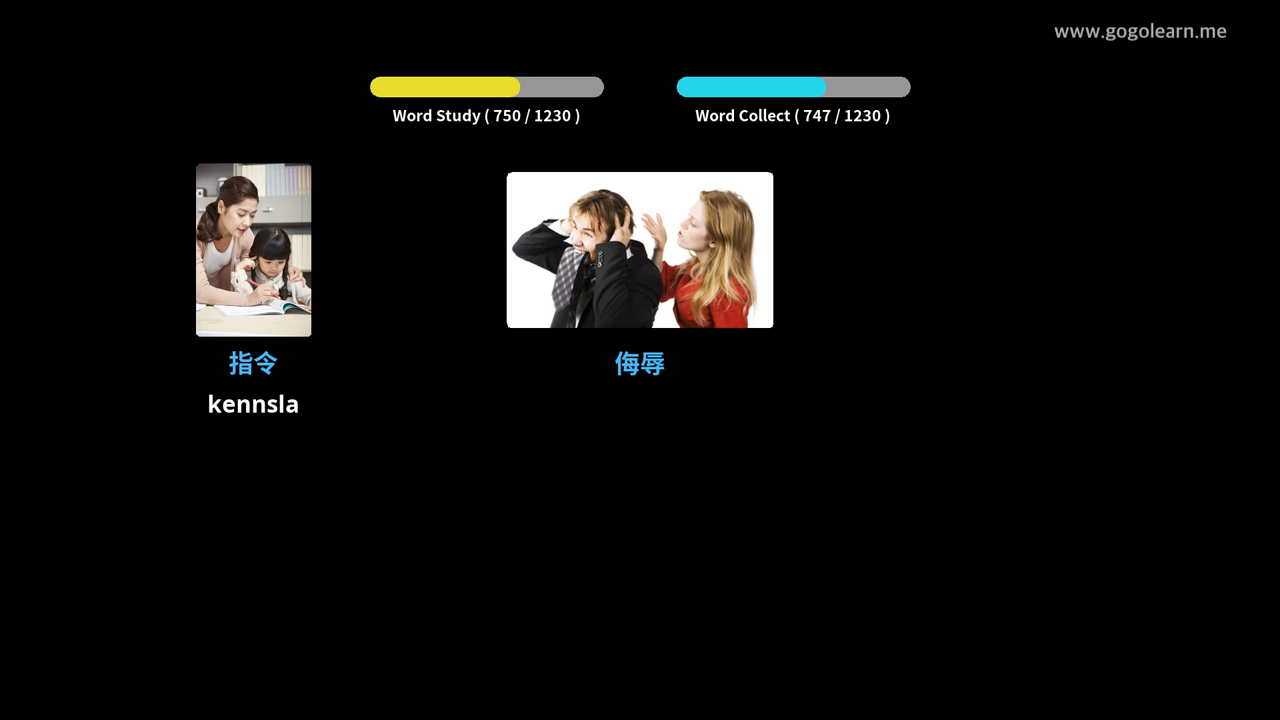 www.gogolearn.me
Word Study ( 750 / 1230 )
Word Collect ( 747 / 1230 )
指令
kennsla
侮辱